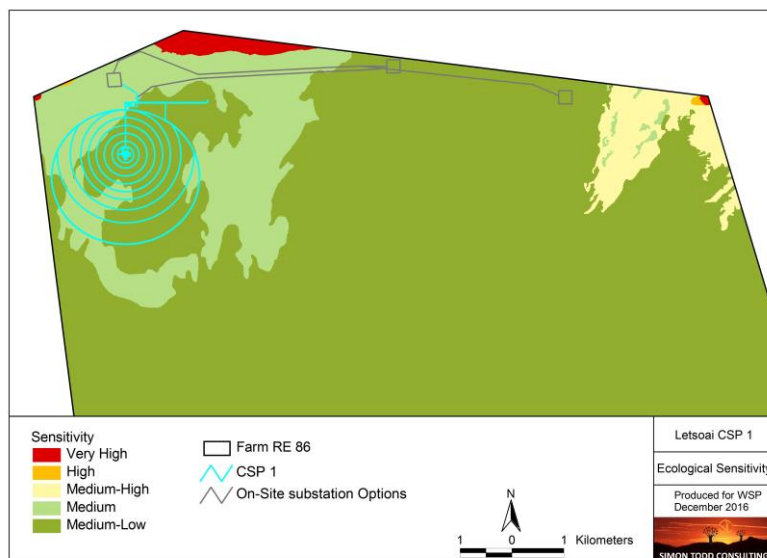 Sensitivity
Very High
High
Medium-High
Medium
Medium-Low
Farm RE 86
CSP 1
On-Site substation Options
N
1 0 1 Kilometers
Letsoai CSP 1
Ecological Sensitivity
Produced for WSP
December 2016
SIMON TODD CONSULTING